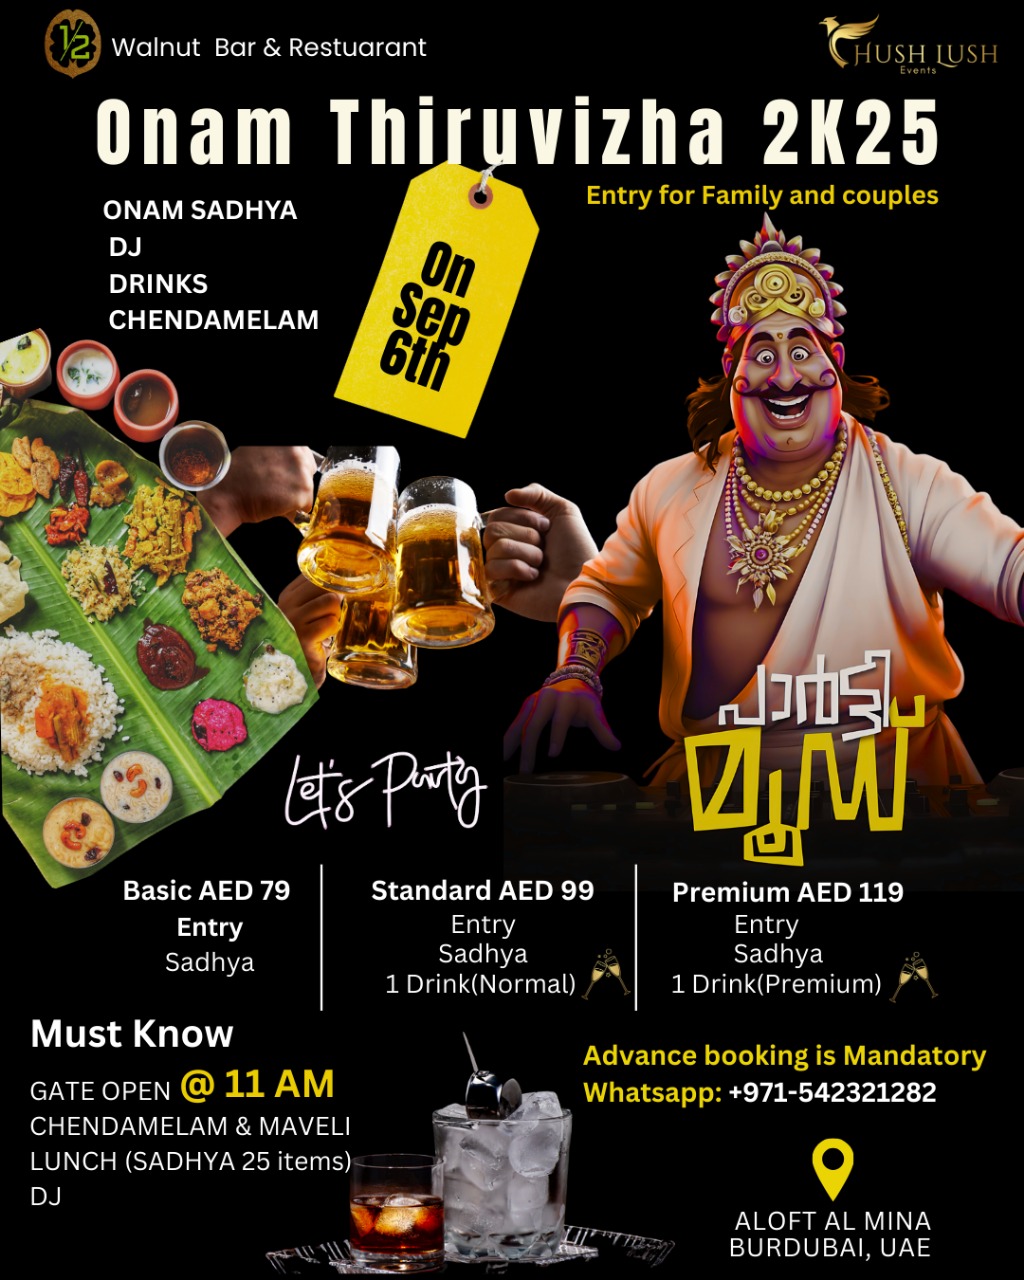 1/2
Walnut Bar & Restuarant
HUSH LUSH
Events
Onam Thiruvizha 2K25
Entry for Family and couples
ONAM SADHYA
DJ
DRINKS
CHENDAMELAM
On
Sep
6th
പാർട്ടി
മൂഡ്
Let's Party
Basic AED 79
Entry
Sadhya
Standard AED 99
Entry
Sadhya
1 Drink(Normal)
Premium AED 119
Entry
Sadhya
1 Drink(Premium)
Must Know
GATE OPEN @ 11 AM
CHENDAMELAM & MAVELI
LUNCH (SADHYA 25 items)
DJ
Advance booking is Mandatory
Whatsapp: +971-542321282
ALOFT AL MINA
BURDUBAI, UAE